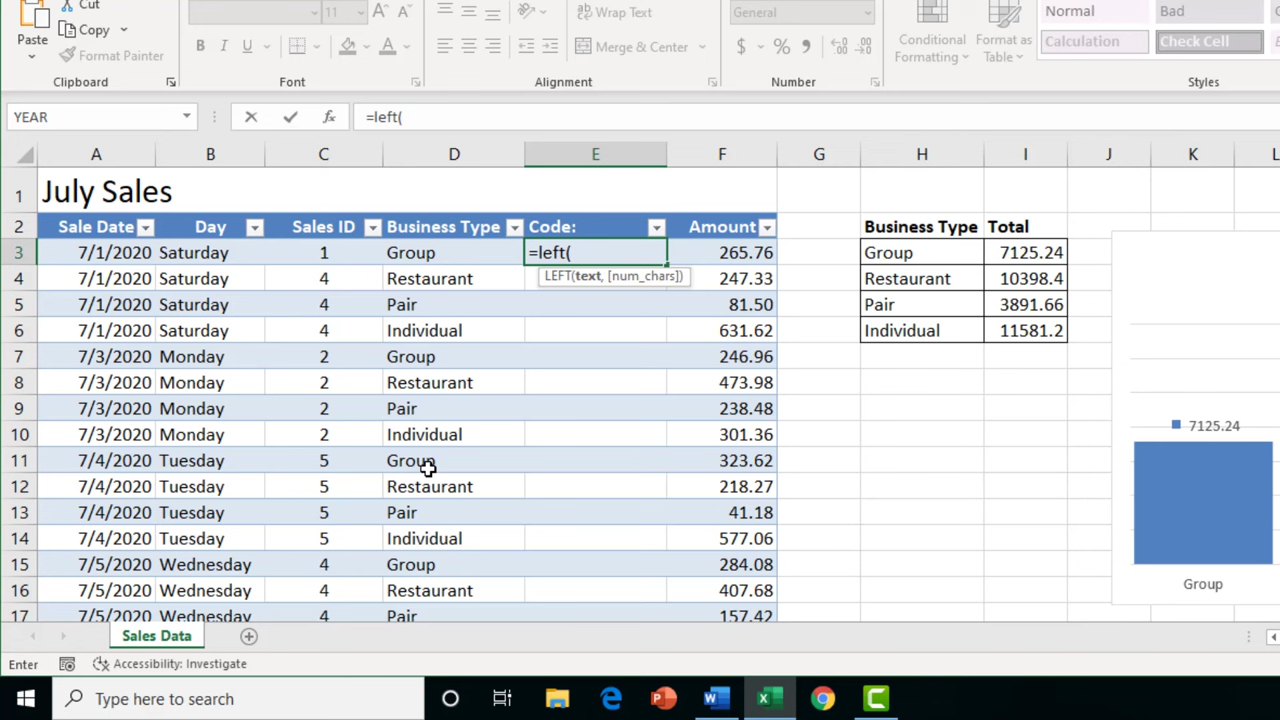 Cut
Paste
Copy
Format Painter
Clipboard
11
A A
B I U
A
Font
ab Wrap Text
Merge & Center
Alignment
General
$ % 9
Number
Conditional Formatting
Format as Table
Normal Bad
Calculation Check Cell
Styles
YEAR
fx =left(
A B C D E F G H I J K L
1 July Sales
2 Sale Date Day Sales ID Business Type Code: Amount Business Type Total
3 7/1/2020 Saturday 1 Group =left( 265.76 Group 7125.24
LEFT(text, [num_chars])
4 7/1/2020 Saturday 4 Restaurant 247.33 Restaurant 10398.4
5 7/1/2020 Saturday 4 Pair 81.50 Pair 3891.66
6 7/1/2020 Saturday 4 Individual 631.62 Individual 11581.2
7 7/3/2020 Monday 2 Group 246.96
8 7/3/2020 Monday 2 Restaurant 473.98
9 7/3/2020 Monday 2 Pair 238.48
10 7/3/2020 Monday 2 Individual 301.36
7125.24
11 7/4/2020 Tuesday 5 Group 323.62
12 7/4/2020 Tuesday 5 Restaurant 218.27
13 7/4/2020 Tuesday 5 Pair 41.18
14 7/4/2020 Tuesday 5 Individual 577.06
15 7/5/2020 Wednesday 4 Group 284.08
Group
16 7/5/2020 Wednesday 4 Restaurant 407.68
17 7/5/2020 Wednesday 4 Pair 157.42
Sales Data
Enter Accessibility: Investigate
Type here to search